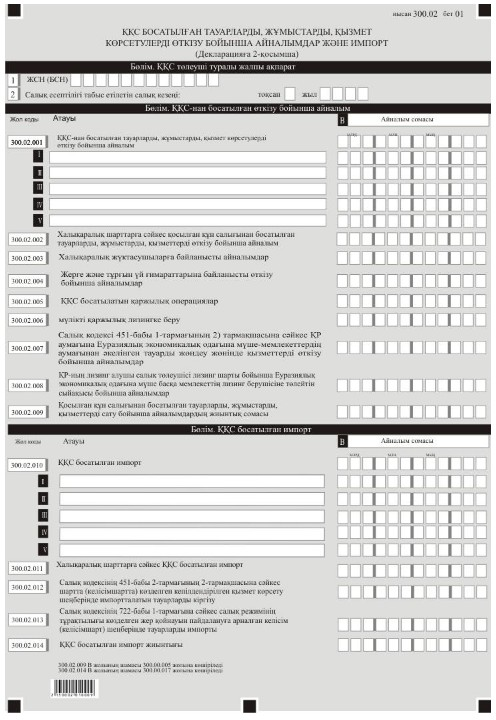 нысан 300.02 бет 01
ҚҚС БОСАТЫЛҒАН ТАУАРЛАРДЫ, ЖҰМЫСТАРДЫ, ҚЫЗМЕТ
КӨРСЕТУЛЕРДІ ӨТКІЗУ БОЙЫНША АЙНАЛЫМДАР ЖӘНЕ ИМПОРТ
(Декларацияға 2-қосымша)
Бөлім. ҚҚС төлеуші туралы жалпы ақпарат
1 ЖСН (БСН)
2 Салық есептілігі табыс етілетін салық кезеңі: тоқсан жыл
Бөлім. ҚҚС-нан босатылған өткізу бойынша айналым
Жол коды Атауы B Айналым сомасы
млрд млн мың
300.02.001 ҚҚС-нан босатылған тауарларды, жұмыстарды, қызмет көрсетулерді
өткізу бойынша айналым
I
II
III
IV
V
300.02.002 Халықаралық шарттарға сәйкес қосылған құн салығынан босатылған
тауарларды, жұмыстарды, қызметтерді өткізу бойынша айналым
300.02.003 Халықаралық жүктасушыларға байланысты айналымдар
300.02.004 Жерге және тұрғын үй ғимараттарына байланысты өткізу
бойынша айналымдар
300.02.005 ҚҚС босатылатын қаржылық операциялар
300.02.006 мүлікті қаржылық лизингке беру
300.02.007 Салық кодексі 451-бабы 1-тармағының 2) тармақшасына сәйкес ҚР
аумағына Еуразиялық экономикалық одағына мүше-мемлекеттердің
аумағынан әкелінген тауарды жөндеу жөнінде қызметтерді өткізу
бойынша айналымдар
300.02.008 ҚР-ның лизинг алушы салық төлеушісі лизинг шарты бойынша Еуразиялық
экономикалық одағына мүше басқа мемлекеттің лизинг берушісіне төлейтін
сыйақысы бойынша айналымдар
300.02.009 Қосылған құн салығынан босатылған тауарларды, жұмыстарды,
қызметтерді сату бойынша айналымдардың жиынтық сомасы
Бөлім. ҚҚС босатылған импорт
Жол коды Атауы B Айналым сомасы
млрд млн мың
300.02.010 ҚҚС босатылған импорт
I
II
III
IV
V
300.02.011 Халықаралық шарттарға сәйкес ҚҚС босатылған импорт
300.02.012 Салық кодексінің 451-бабы 2-тармағының 2-тармақшасына сәйкес
шартта (келісімшартта) көзделген кепілдендірілген қызмет көрсету
шеңберінде импортталатын тауарларды кіргізу
300.02.013 Салық кодексінің 722-бабы 1-тармағына сәйкес салық режимінің
тұрақтылығы көзделген жер қойнауын пайдалануға арналған келісім
(келісімшарт) шеңберінде тауарларды импорты
300.02.014 ҚҚС босатылған импорт жиынтығы
300.02.009 В жолының шамасы 300.00.005 жолына көшіріледі
300.02.014 В жолының шамасы 300.00.017 жолына көшіріледі